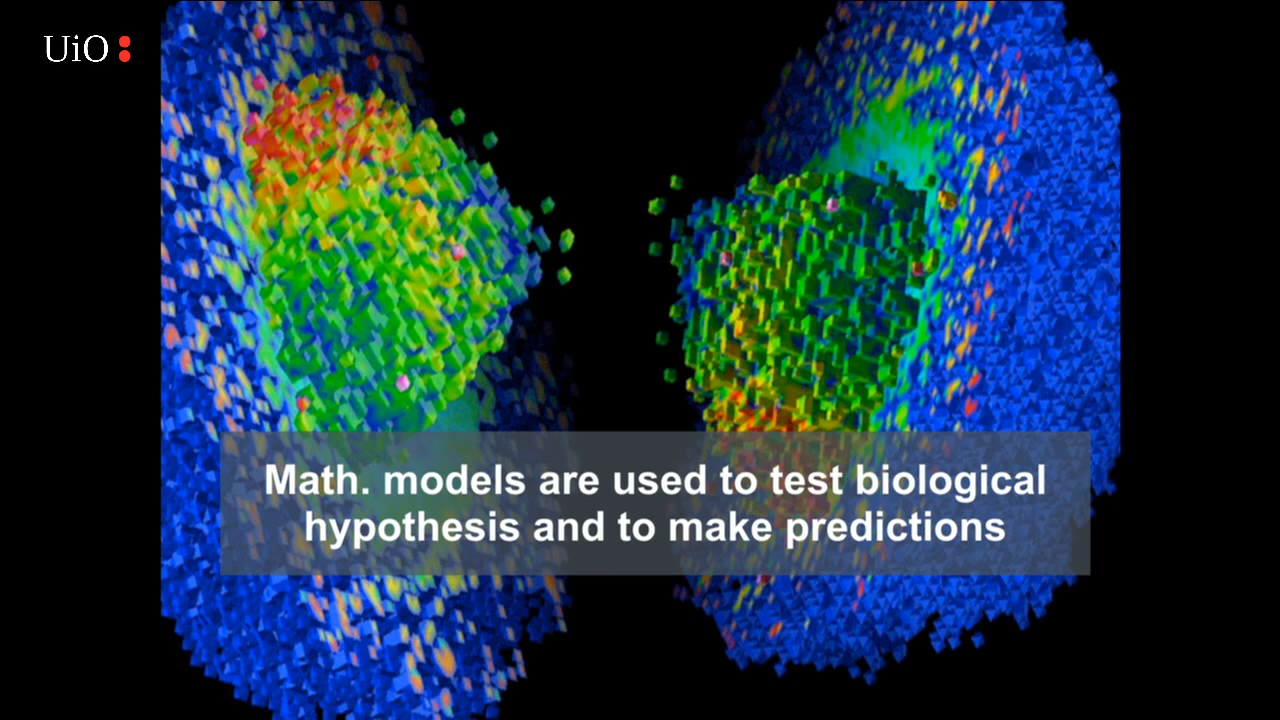 UiO
Math. models are used to test biological
hypothesis and to make predictions